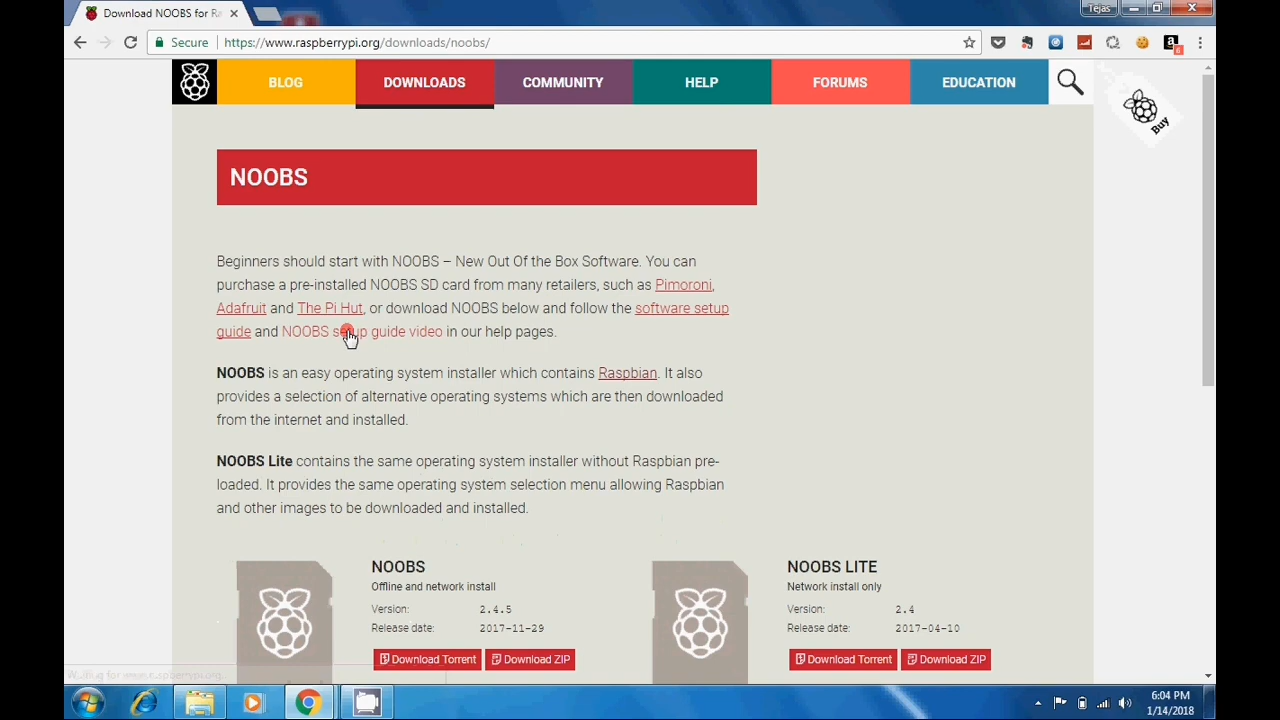 Download NOOBS for Ra
Tejas
Secure
https://www.raspberrypi.org/downloads/noobs/
BLOG
DOWNLOADS
COMMUNITY
HELP
FORUMS
EDUCATION
Buy
NOOBS
Beginners should start with NOOBS – New Out Of the Box Software. You can
purchase a pre-installed NOOBS SD card from many retailers, such as Pimoroni,
Adafruit and The Pi Hut, or download NOOBS below and follow the software setup
guide and NOOBS setup guide video in our help pages.
NOOBS is an easy operating system installer which contains Raspbian. It also
provides a selection of alternative operating systems which are then downloaded
from the internet and installed.
NOOBS Lite contains the same operating system installer without Raspbian pre-
loaded. It provides the same operating system selection menu allowing Raspbian
and other images to be downloaded and installed.
NOOBS
Offline and network install
Version: 2.4.5
Release date: 2017-11-29
Download Torrent Download ZIP
NOOBS LITE
Network install only
Version: 2.4
Release date: 2017-04-10
Download Torrent Download ZIP
Waiting for www.raspberrypi.org
6:04 PM
1/14/2018